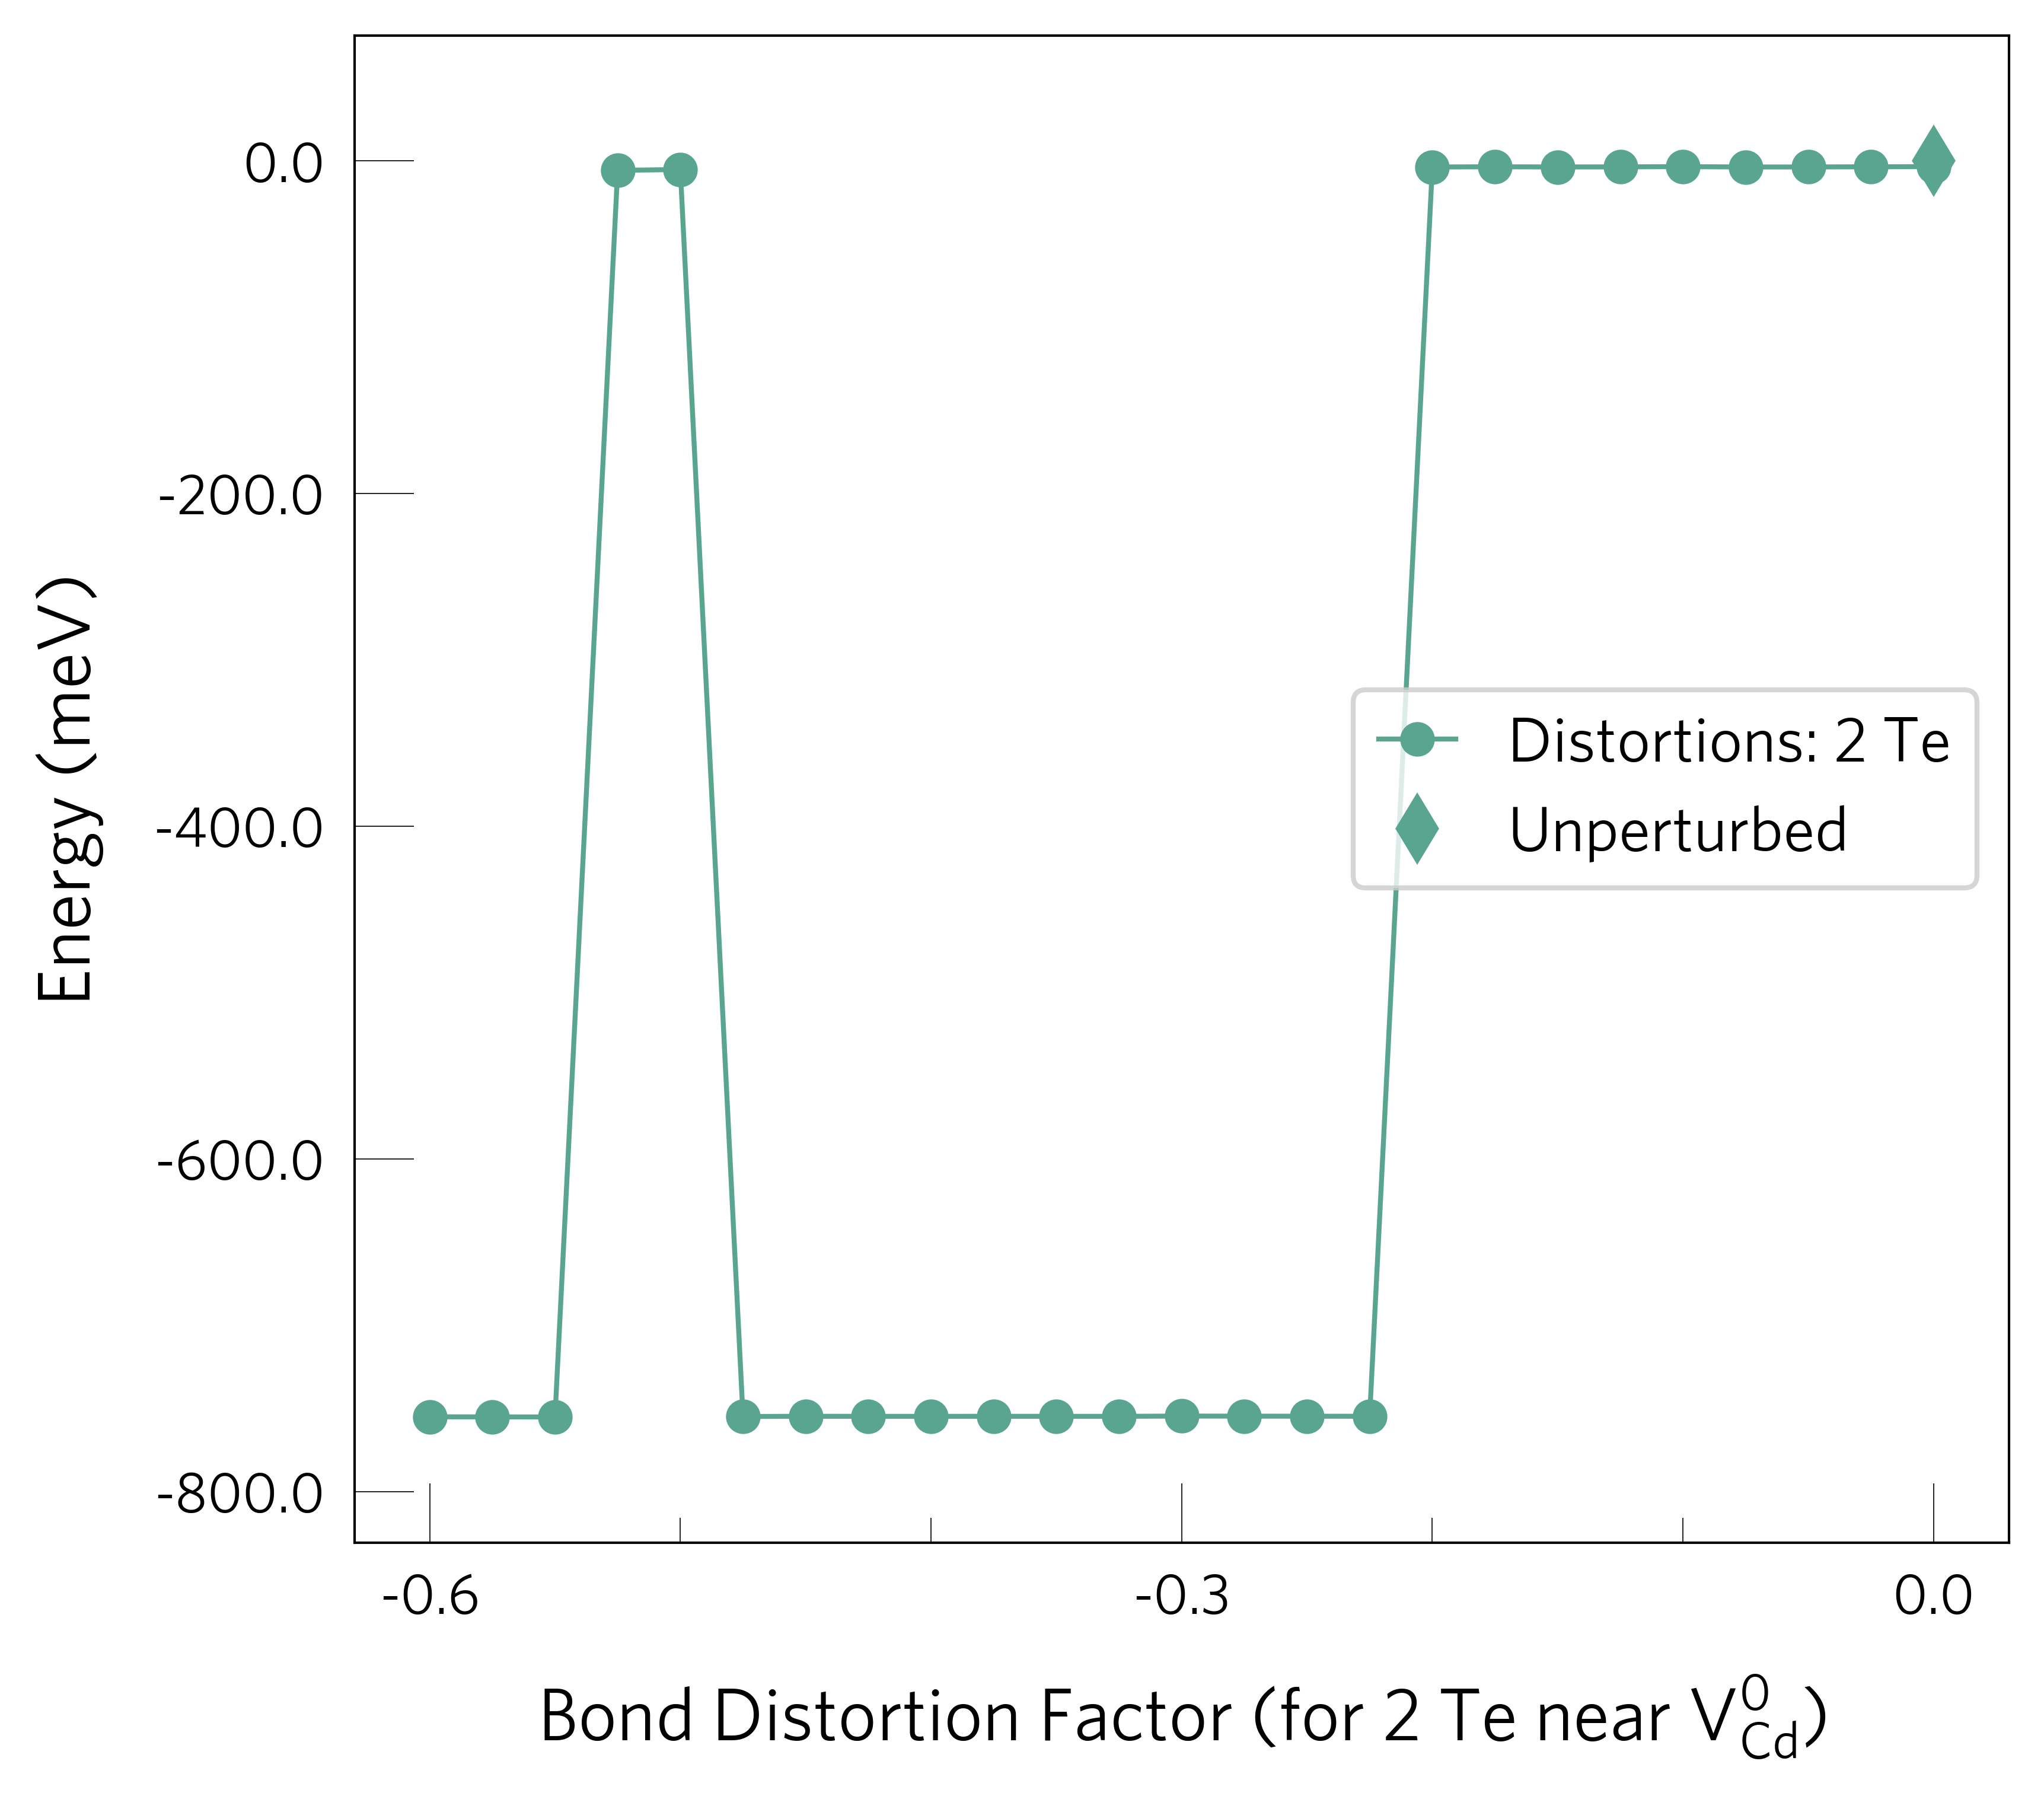 0.0
-200.0
-400.0
-600.0
-800.0
Energy (meV)
Distortions: 2 Te
Unperturbed
-0.6
-0.3
0.0
Bond Distortion Factor (for 2 Te near V⁰_Cd)